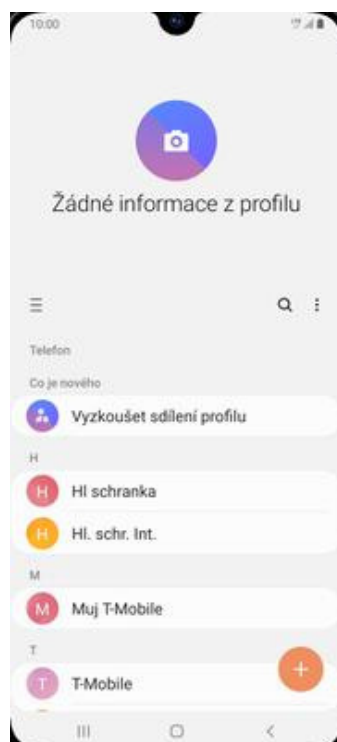 10:00
Žádné informace z profilu
Telefon
Co je nového
Vyzkoušet sdílení profilu
H
H Hl schranka
H Hl. schr. Int.
M
M Muj T-Mobile
T
T T-Mobile